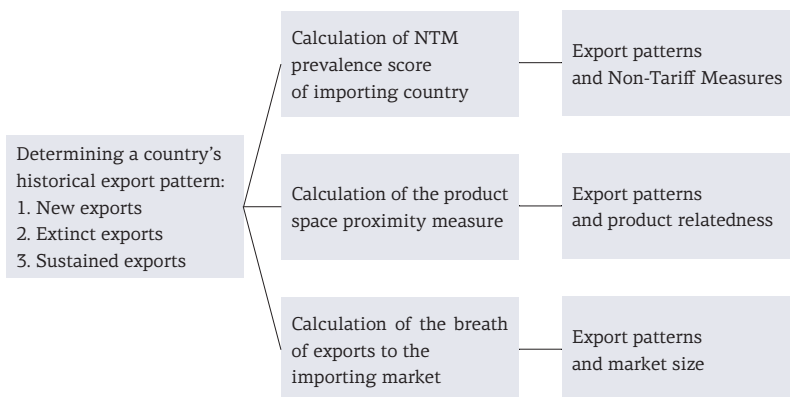 Determining a country's
historical export pattern:
1. New exports
2. Extinct exports
3. Sustained exports
Calculation of NTM
prevalence score
of importing country
Export patterns
and Non-Tariff Measures
Calculation of the product
space proximity measure
Export patterns
and product relatedness
Calculation of the breath
of exports to the
importing market
Export patterns
and market size